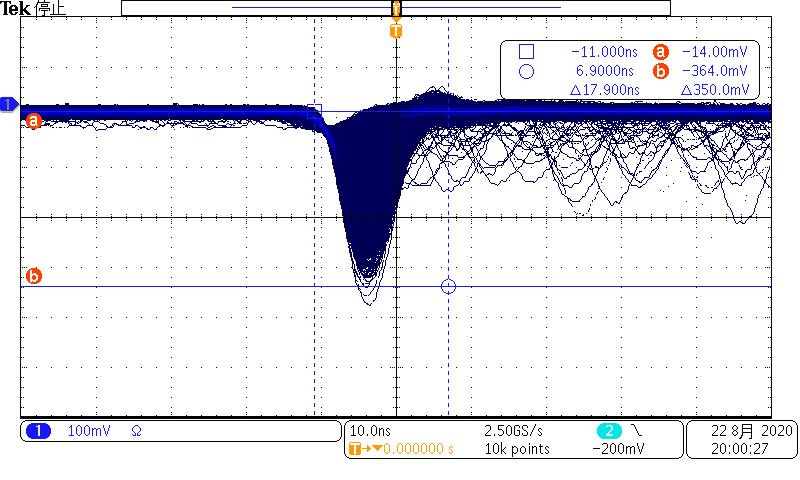 Tek 停止
T
T
-11.000ns a -14.00mV
6.9000ns b -364.0mV
Δ17.900ns Δ350.0mV
1
a
b
1 100mV Ω
10.0ns 2.50GS/s 2
T→▼0.000000 s 10k points -200mV
22 8月 2020
20:00:27